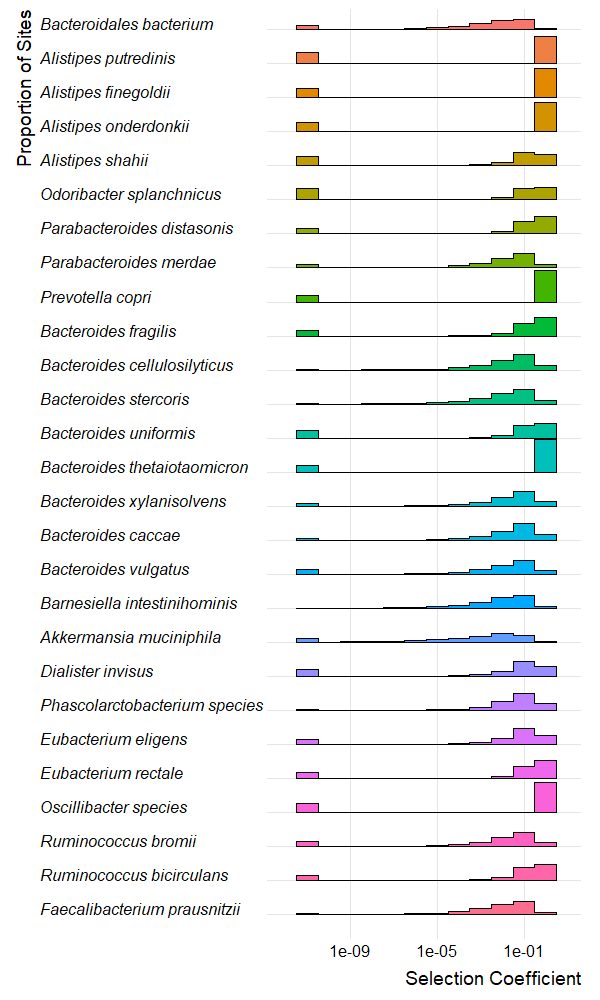 Proportion of Sites
Bacteroidales bacterium
Alistipes putredinis
Alistipes finegoldii
Alistipes onderdonkii
Alistipes shahii
Odoribacter splanchnicus
Parabacteroides distasonis
Parabacteroides merdae
Prevotella copri
Bacteroides fragilis
Bacteroides cellulosilyticus
Bacteroides stercoris
Bacteroides uniformis
Bacteroides thetaiotaomicron
Bacteroides xylanisolvens
Bacteroides caccae
Bacteroides vulgatus
Barnesiella intestinihominis
Akkermansia muciniphila
Dialister invisus
Phascolarctobacterium species
Eubacterium eligens
Eubacterium rectale
Oscillibacter species
Ruminococcus bromii
Ruminococcus bicirculans
Faecalibacterium prausnitzii
1e-09 1e-05 1e-01
Selection Coefficient